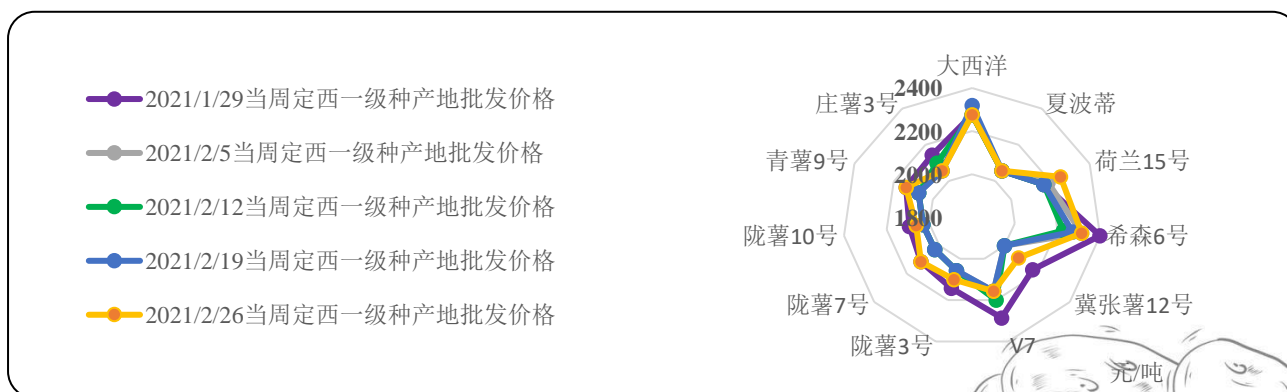 2021/1/29当周定西一级种产地批发价格
2021/2/5当周定西一级种产地批发价格
2021/2/12当周定西一级种产地批发价格
2021/2/19当周定西一级种产地批发价格
2021/2/26当周定西一级种产地批发价格
大西洋
夏波蒂
荷兰15号
希森6号
冀张薯12号
V7
陇薯3号
陇薯7号
陇薯10号
青薯9号
庄薯3号
2400
2200
2000
1800
元/吨